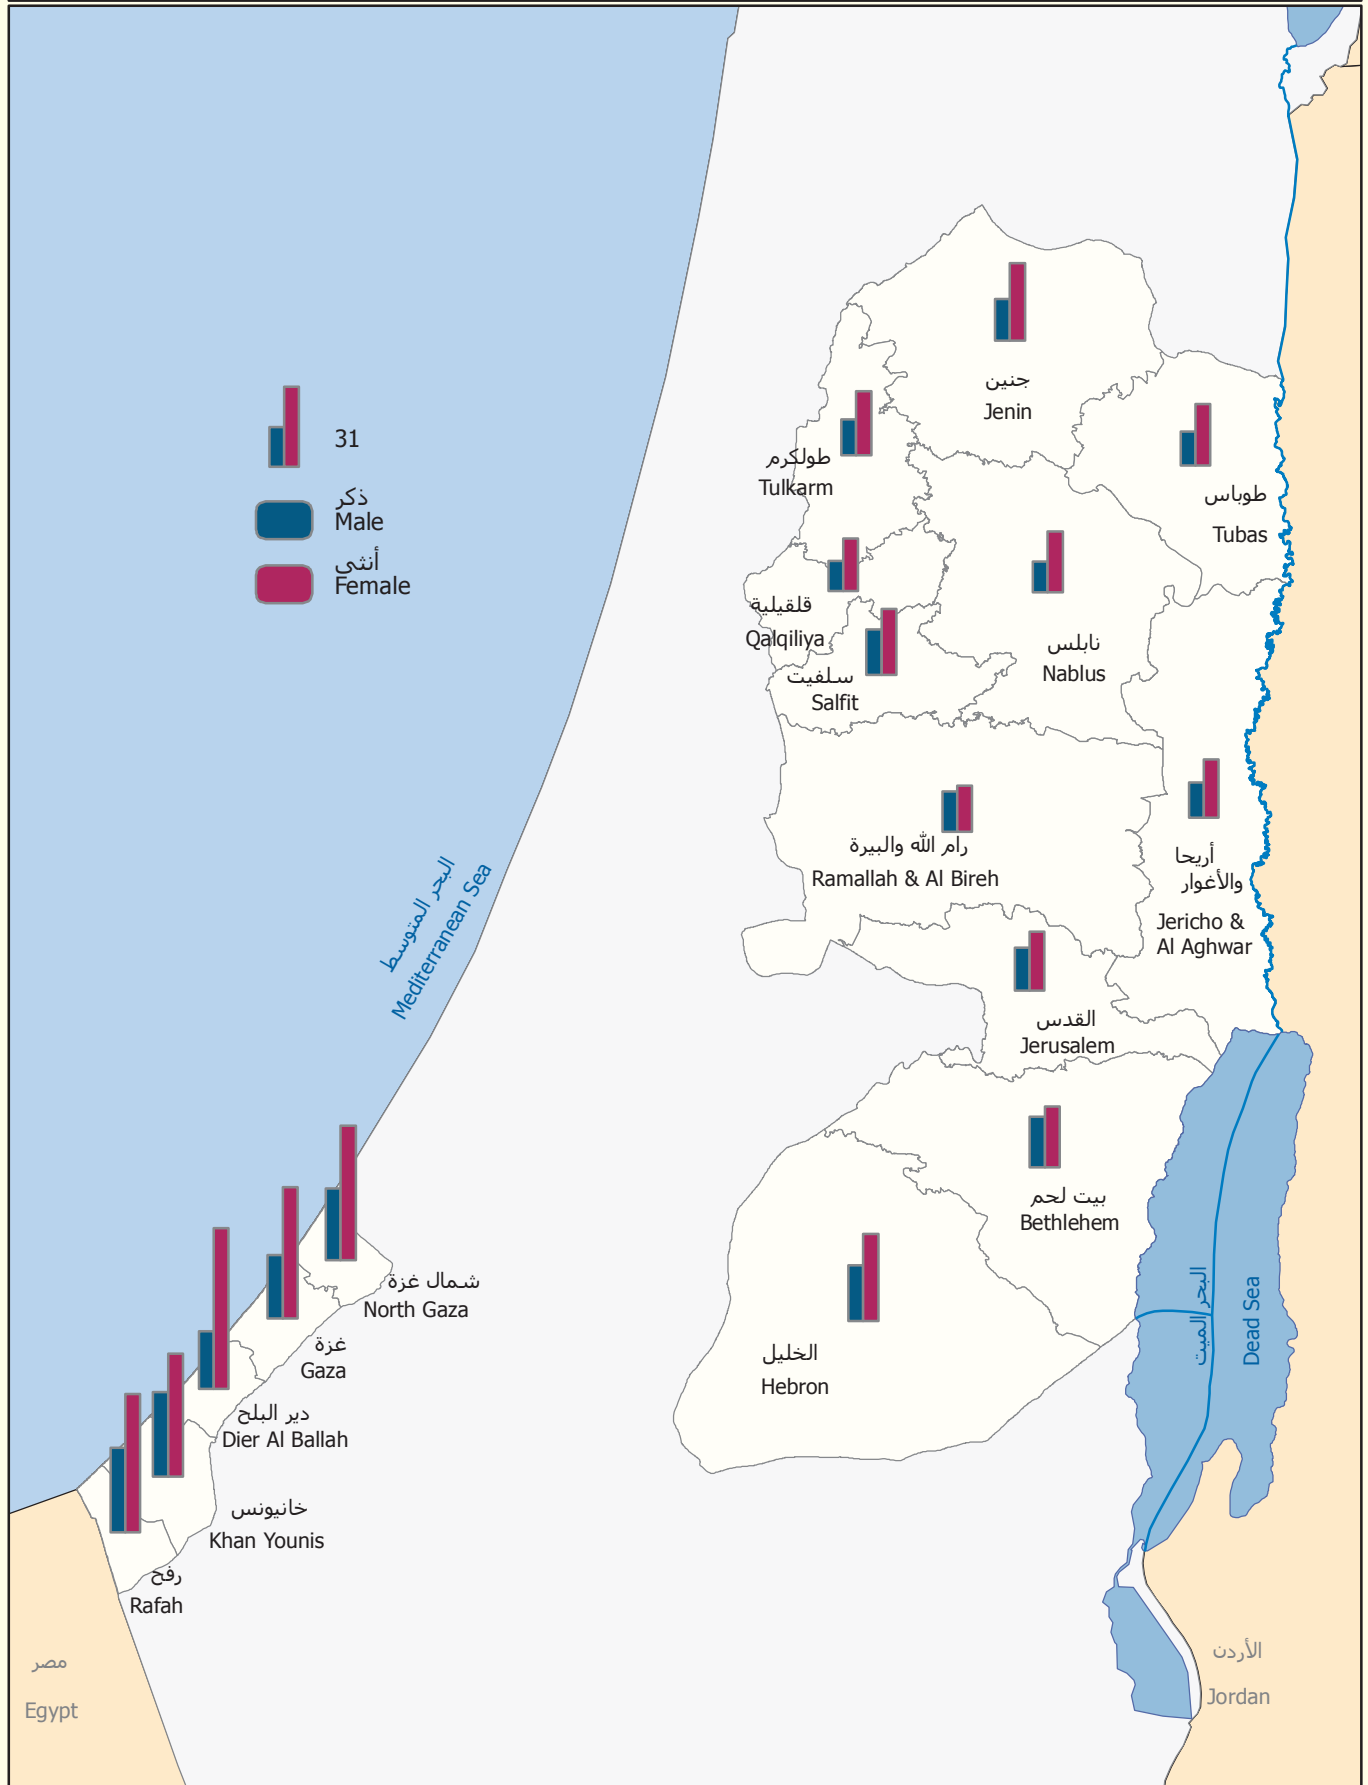 31
ذكر
Male
أنثى
Female
جنين
Jenin
طولكرم
Tulkarm
طوباس
Tubas
قلقيلية
Qalqiliya
نابلس
Nablus
سلفيت
Salfit
رام الله والبيرة
Ramallah & Al Bireh
أريحا
والأغوار
Jericho &
Al Aghwar
البحر المتوسط
Mediterranean Sea
القدس
Jerusalem
بيت لحم
Bethlehem
البحر الميت
Dead Sea
شمال غزة
North Gaza
غزة
Gaza
الخليل
Hebron
دير البلح
Dier Al Ballah
خانيونس
Khan Younis
رفح
Rafah
مصر
Egypt
الأردن
Jordan